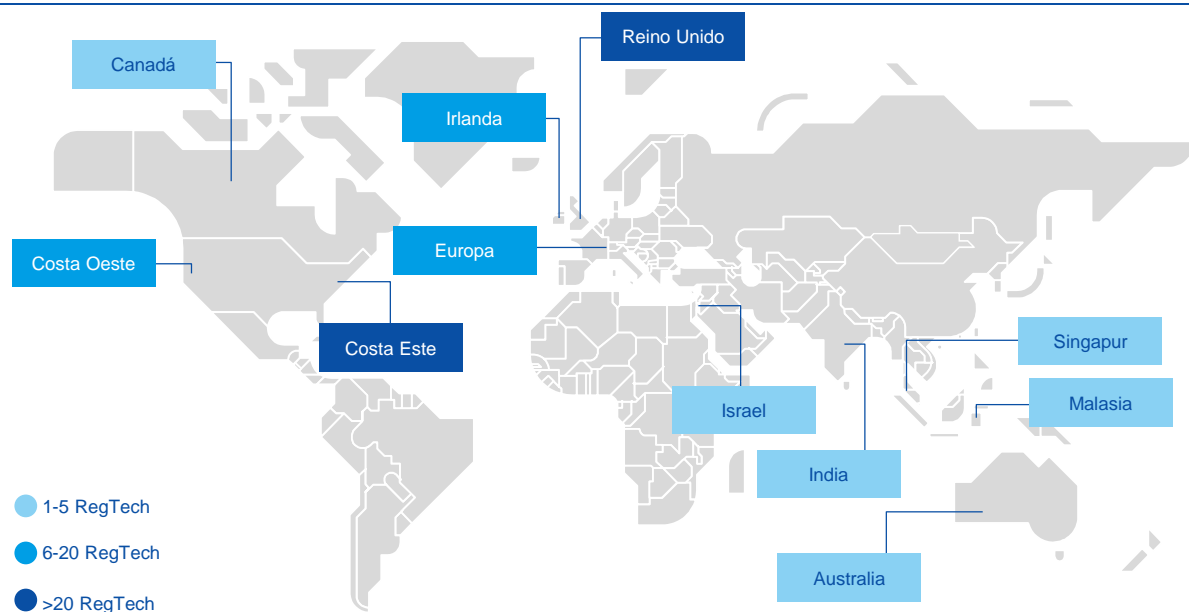 Reino Unido
Canadá
Irlanda
Europa
Costa Oeste
Costa Este
Singapur
Israel
Malasia
India
1-5 RegTech
6-20 RegTech
Australia
>20 RegTech